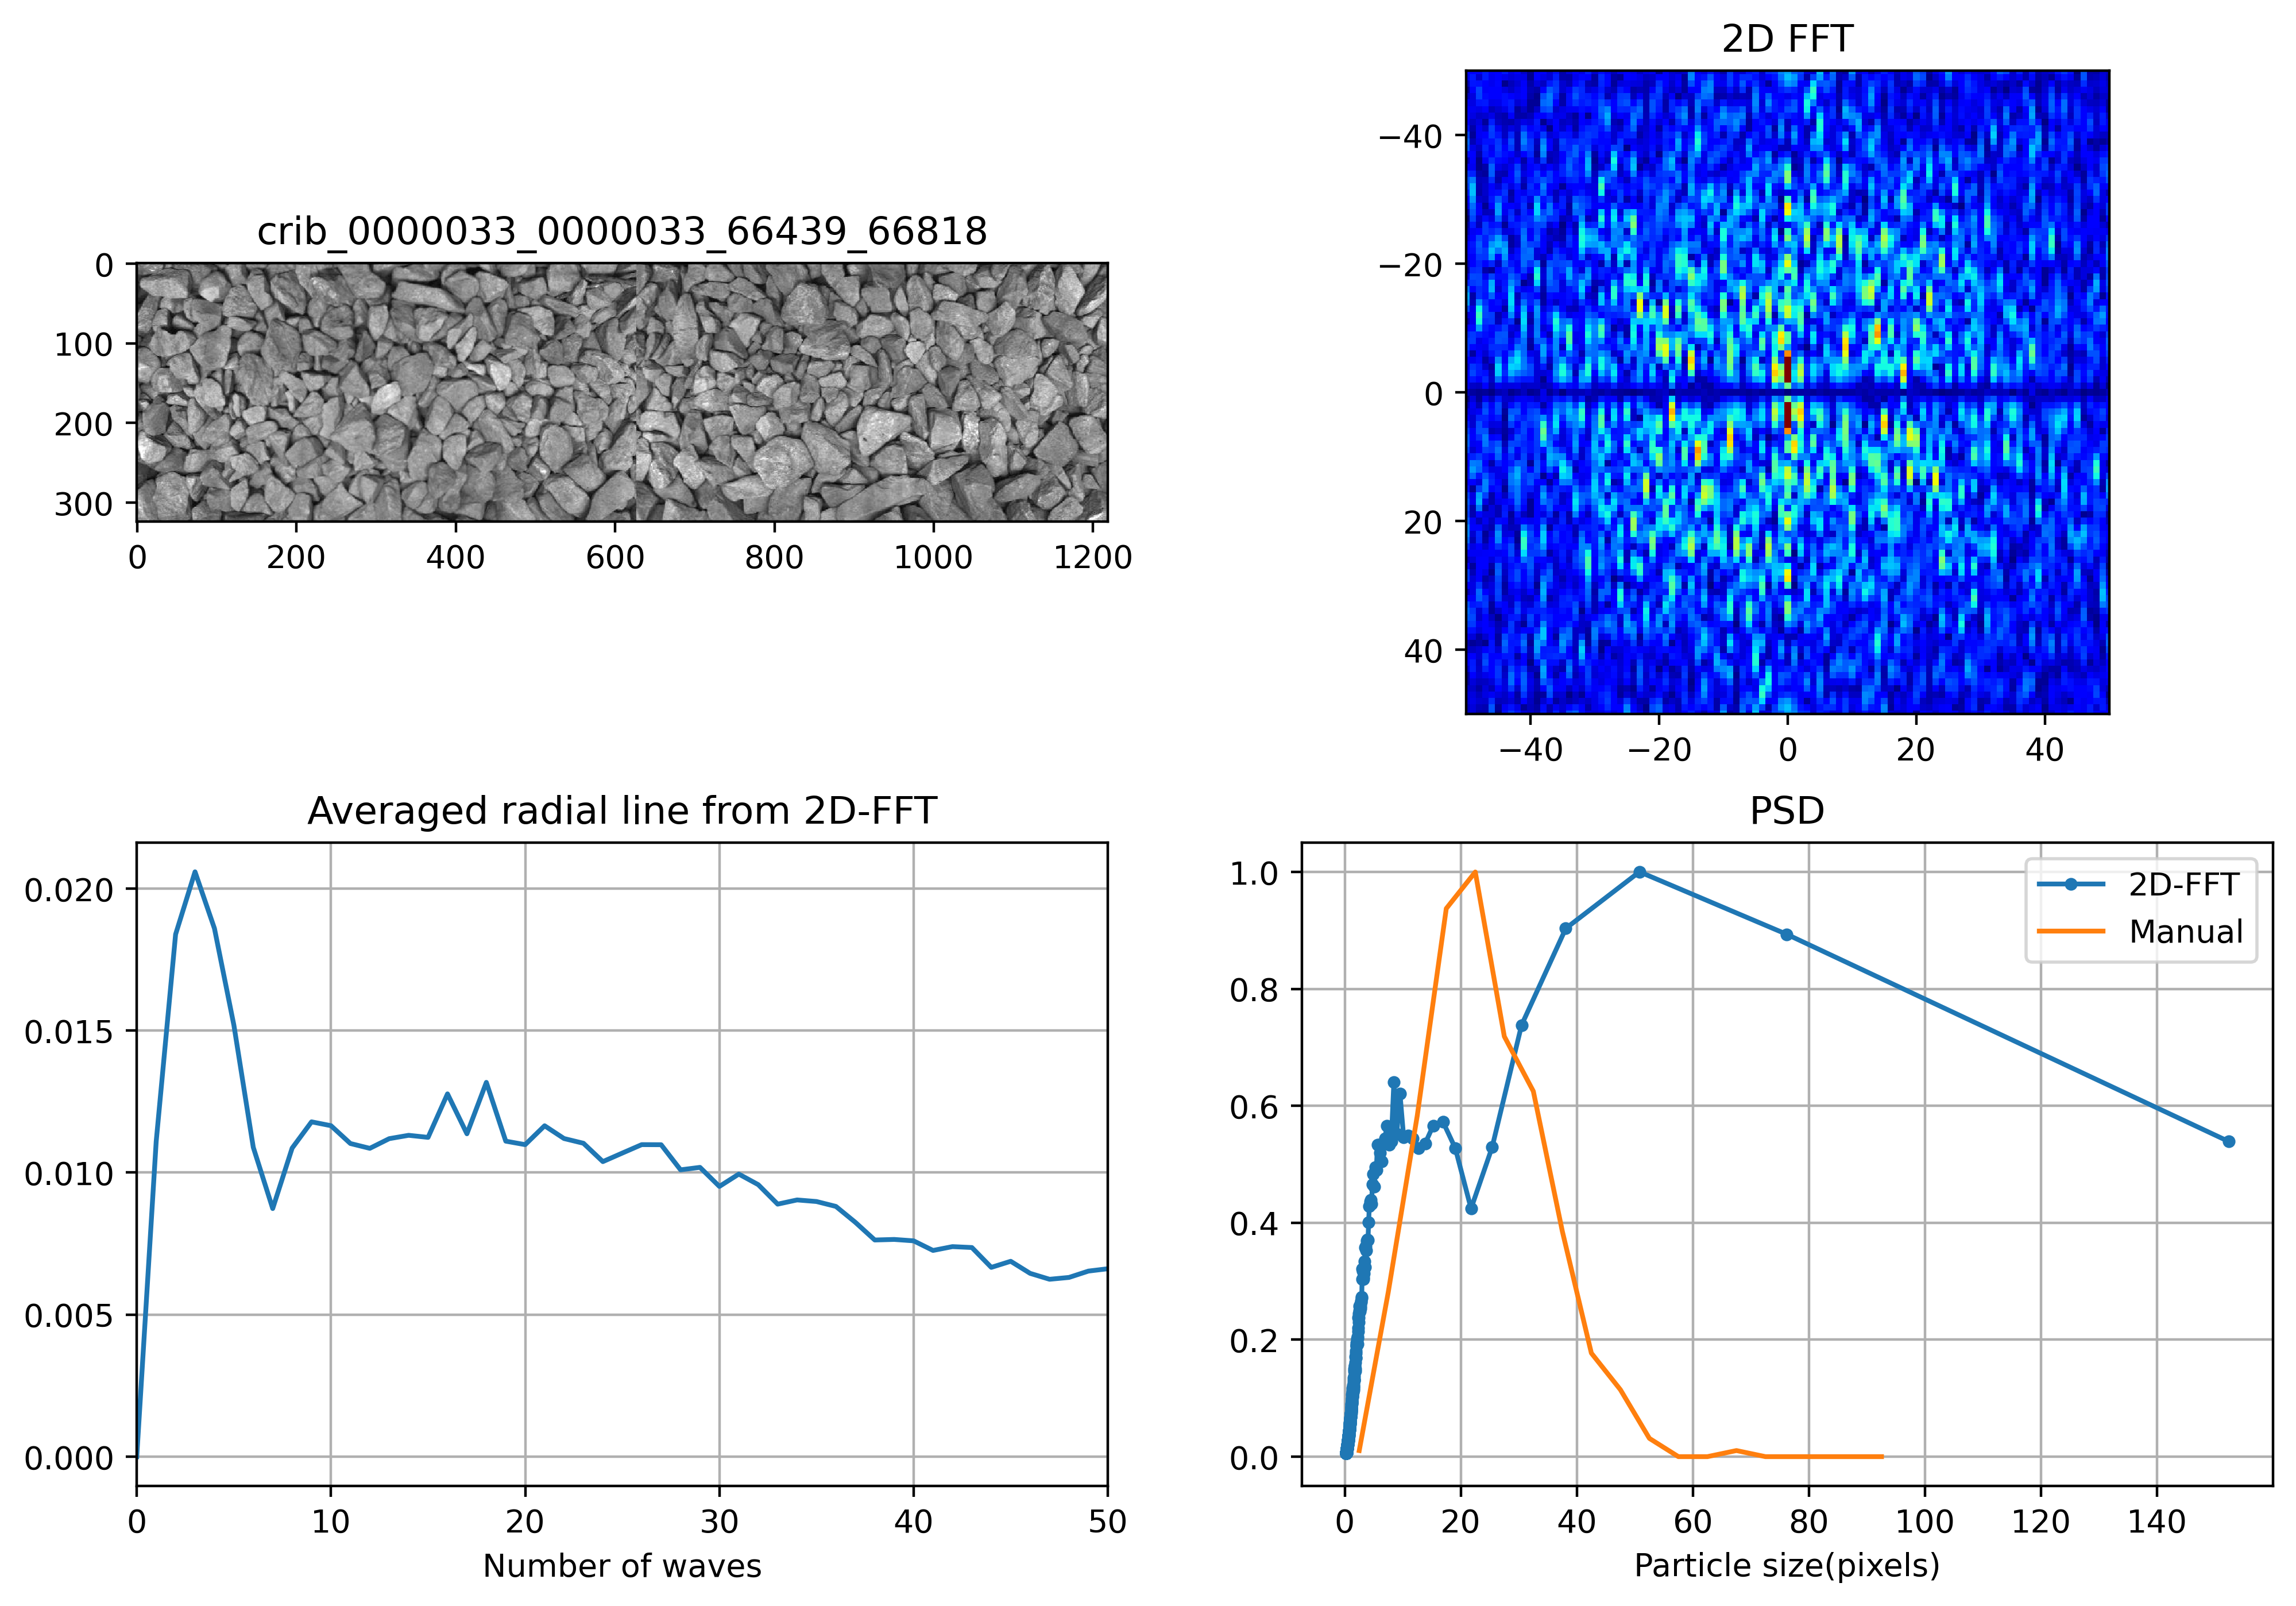 crib_0000033_0000033_66439_66818
0
100
200
300
0 200 400 600 800 1000 1200
2D FFT
−40
−20
0
20
40
−40 −20 0 20 40
Averaged radial line from 2D-FFT
0.020
0.015
0.010
0.005
0.000
0 10 20 30 40 50
Number of waves
PSD
1.0
0.8
0.6
0.4
0.2
0.0
2D-FFT
Manual
0 20 40 60 80 100 120 140
Particle size(pixels)